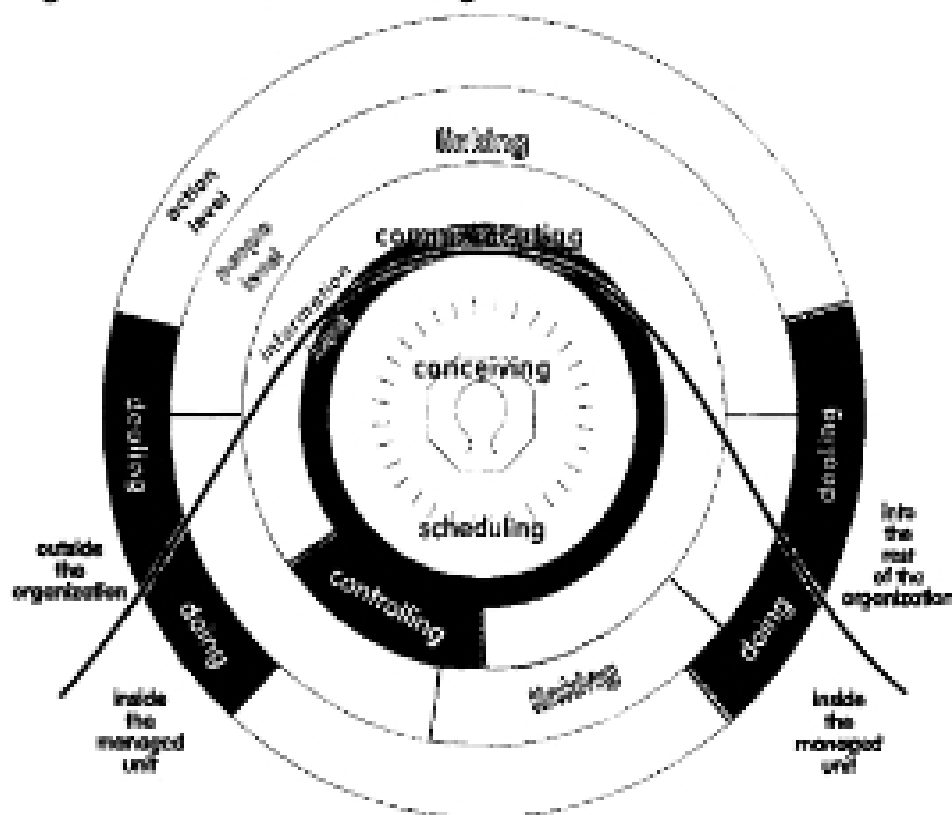 linking
action
level
people
level
communicating
information
level
conceiving
scheduling
controlling
dealing
dealing
outside
the
organization
into
the
rest
of the
organization
doing
doing
inside
the
managed
unit
inside
the
managed
unit